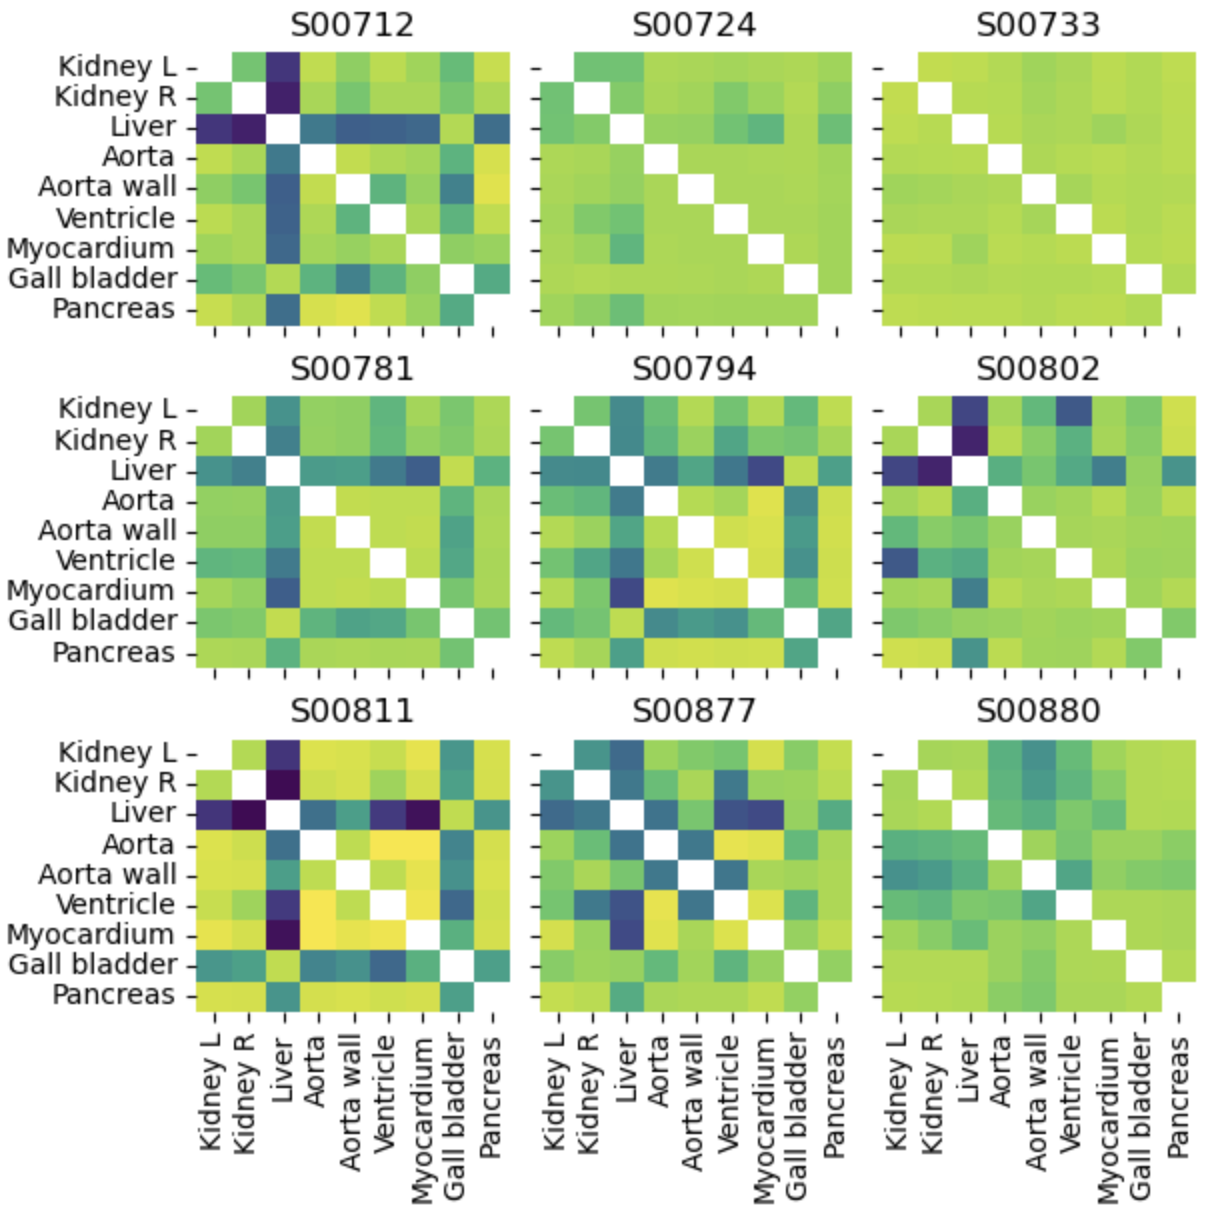 S00712 S00724 S00733
Kidney L
Kidney R
Liver
Aorta
Aorta wall
Ventricle
Myocardium
Gall bladder
Pancreas
S00781 S00794 S00802
Kidney L
Kidney R
Liver
Aorta
Aorta wall
Ventricle
Myocardium
Gall bladder
Pancreas
S00811 S00877 S00880
Kidney L
Kidney R
Liver
Aorta
Aorta wall
Ventricle
Myocardium
Gall bladder
Pancreas
Kidney L
Kidney R
Liver
Aorta
Aorta wall
Ventricle
Myocardium
Gall bladder
Pancreas
Kidney L
Kidney R
Liver
Aorta
Aorta wall
Ventricle
Myocardium
Gall bladder
Pancreas
Kidney L
Kidney R
Liver
Aorta
Aorta wall
Ventricle
Myocardium
Gall bladder
Pancreas